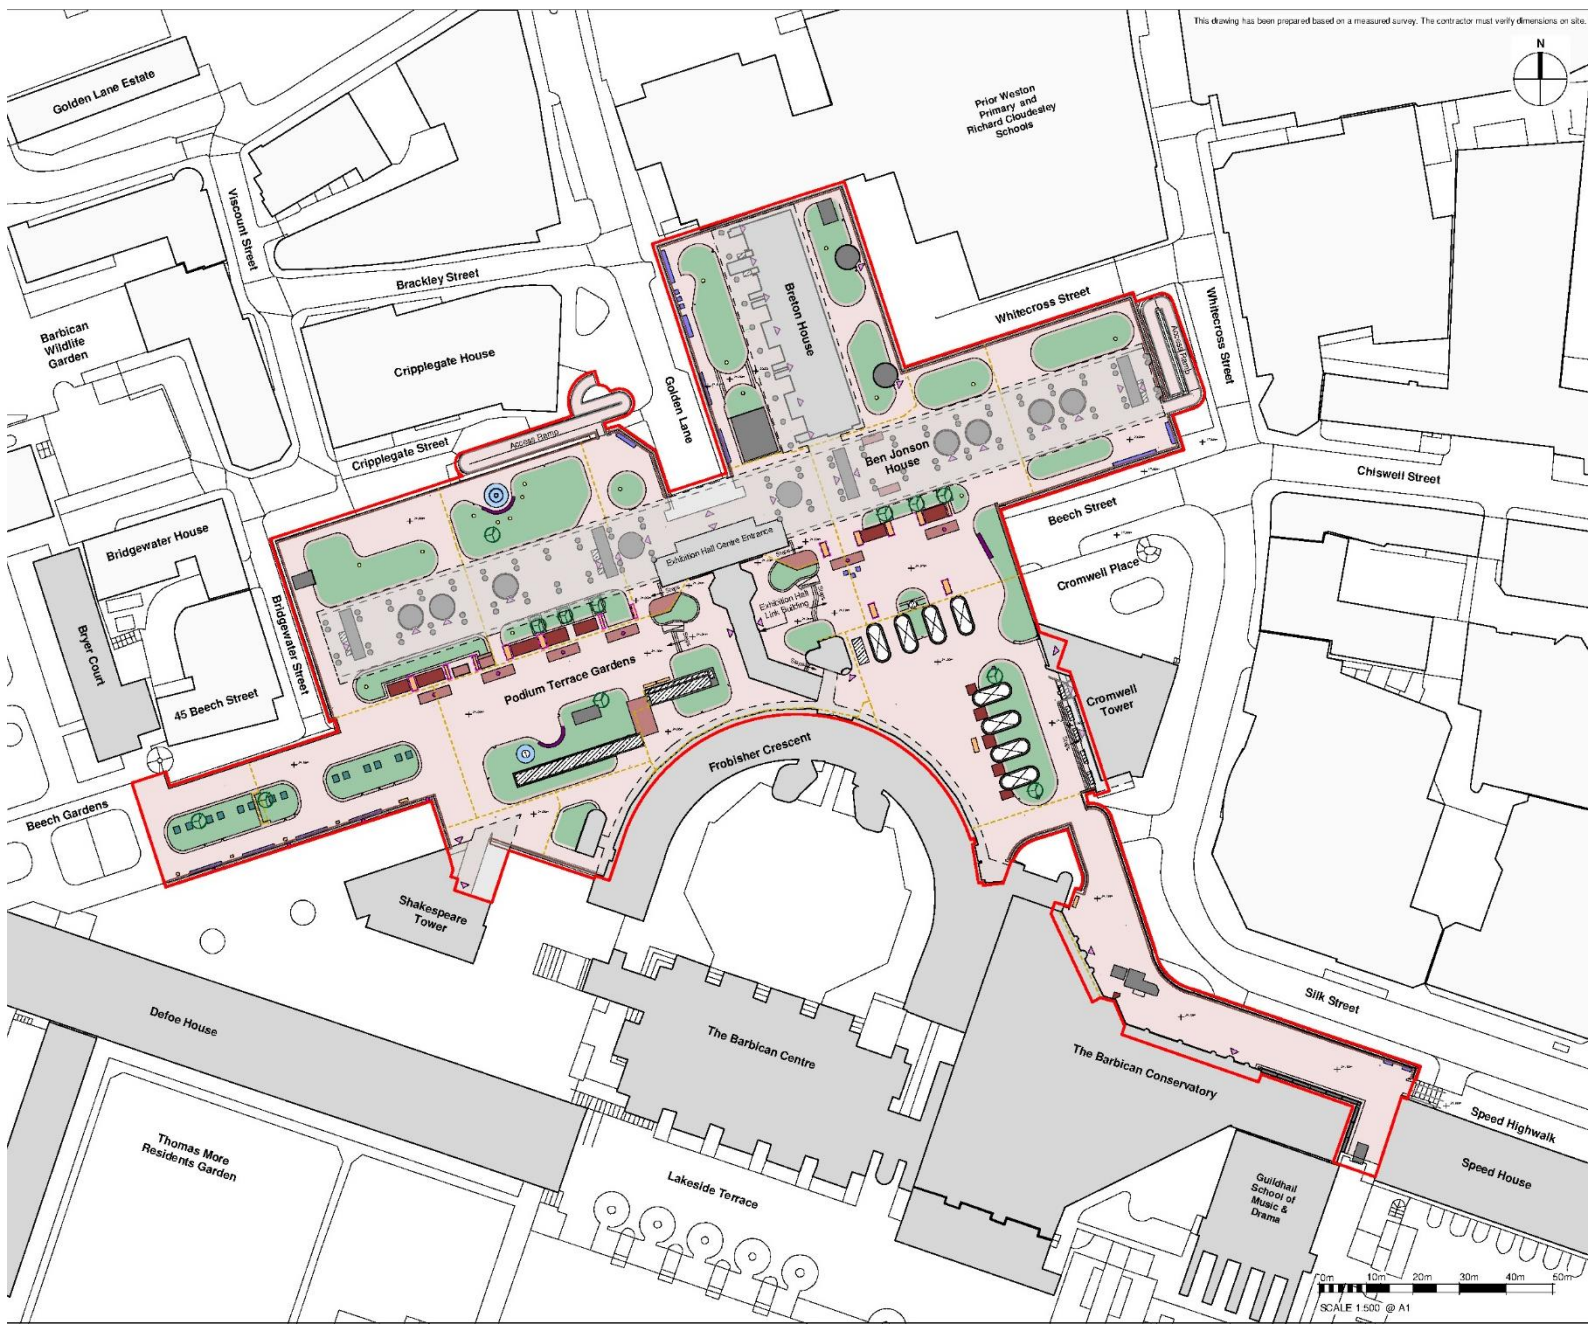 This drawing has been prepared based on a measured survey. The contractor must verify dimensions on site.
N
Golden Lane Estate
Prior Weston
Primary and
Richard Cloudesley
Schools
Viscount Street
Brackley Street
Barbican
Wildlife
Garden
Cripplegate House
Golden Lane
Breton House
Whitecross Street
Whitecross Street
Access Ramp
Access Ramp
Cripplegate Street
Ben Jonson
House
Chiswell Street
Beech Street
Bridgewater House
Exhibition Hall Centre Entrance
Cromwell Place
Exhibition Hall
Link Building
Steps
Steps
Steps
Bryer Court
Bridgewater Street
45 Beech Street
Podium Terrace Gardens
Cromwell
Tower
Frobisher Crescent
Beech Gardens
Shakespeare
Tower
Defoe House
The Barbican Centre
Silk Street
The Barbican Conservatory
Speed Highwalk
Speed House
Thomas More
Residents Garden
Lakeside Terrace
Guildhall
School of
Music &
Drama
0m 10m 20m 30m 40m 50m
SCALE 1:500 @ A1